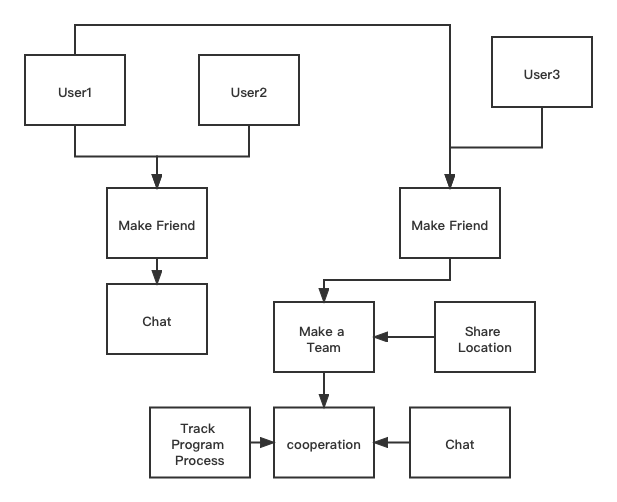 User3
User1
User2
Make Friend
Make Friend
Chat
Make a
Team
Share
Location
Track
Program
Process
cooperation
Chat